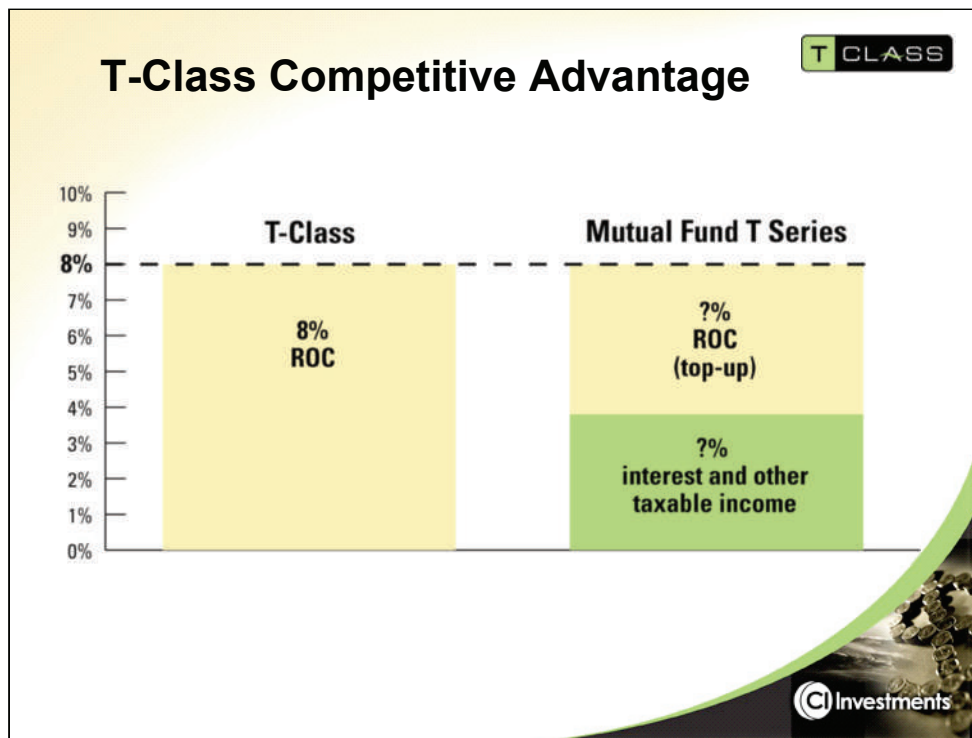 T-Class Competitive Advantage
T CLASS
10%
9%
8%
7%
6%
5%
4%
3%
2%
1%
0%
T-Class
8%
ROC
Mutual Fund T Series
?%
ROC
(top-up)
?%
interest and other
taxable income
CI Investments